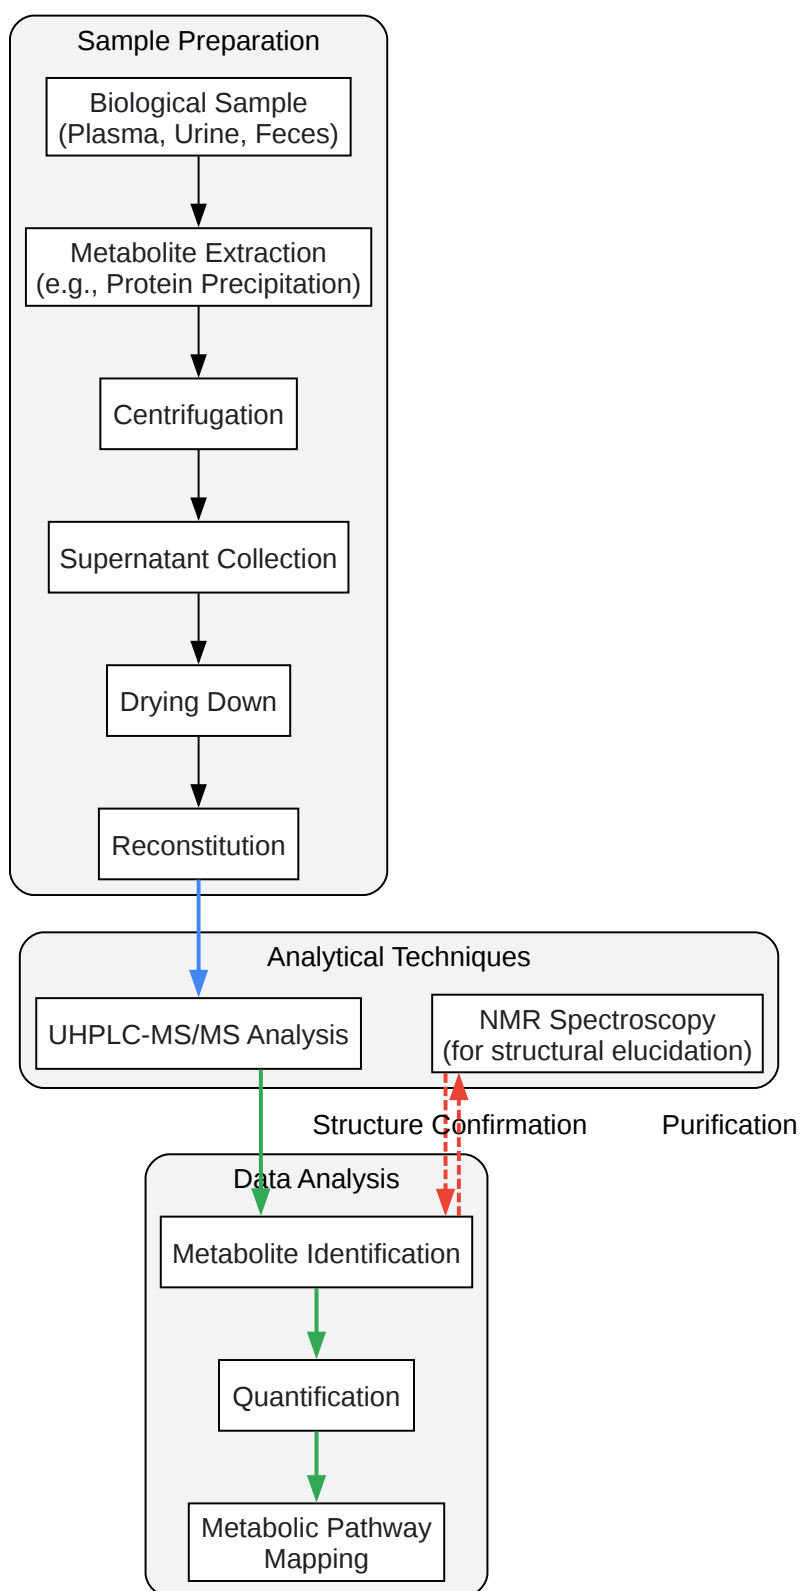 Sample Preparation
Biological Sample
(Plasma, Urine, Feces)
Metabolite Extraction
(e.g., Protein Precipitation)
Centrifugation
Supernatant Collection
Drying Down
Reconstitution
Analytical Techniques
UHPLC-MS/MS Analysis
NMR Spectroscopy
(for structural elucidation)
Structure Confirmation
Purification
Data Analysis
Metabolite Identification
Quantification
Metabolic Pathway
Mapping